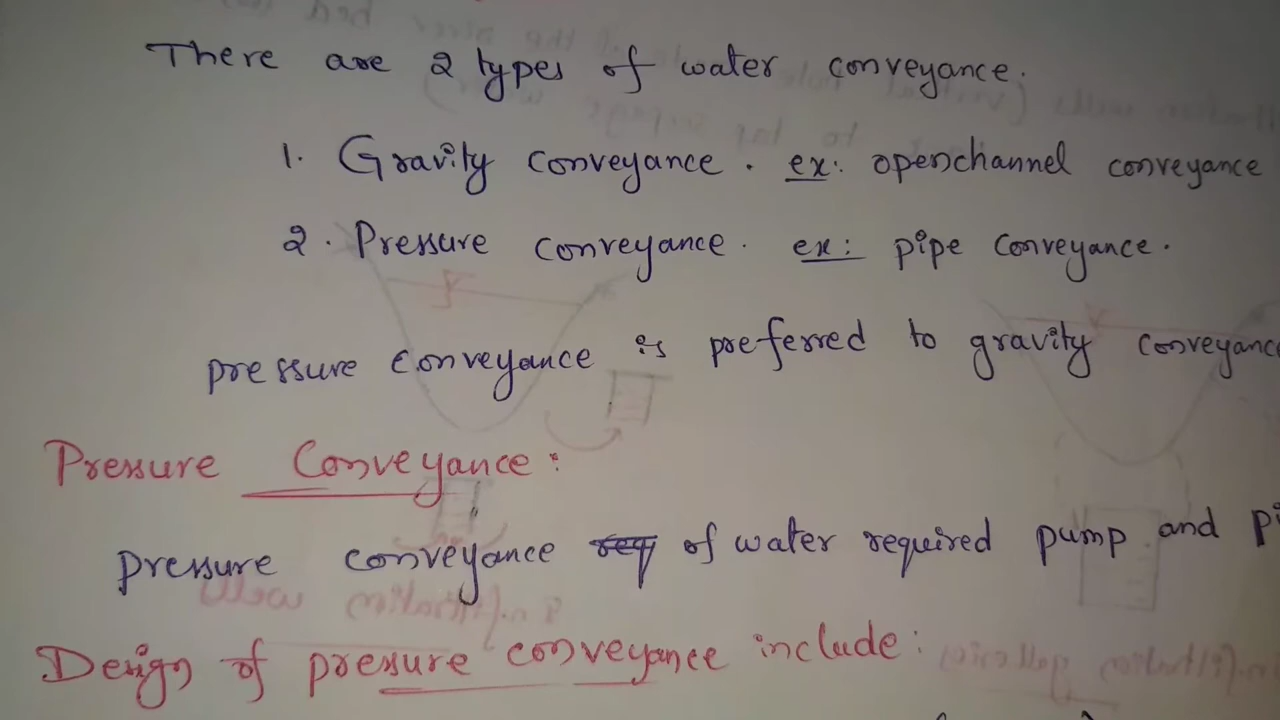 There are 2 types of water conveyance.
1. Gravity conveyance. ex: openchannel conveyance
2. Pressure conveyance. ex: pipe conveyance.
pressure conveyance is preferred to gravity conveyanc
Pressure Conveyance:
pressure conveyance of water required pump and pi
Design of pressure conveyance include: